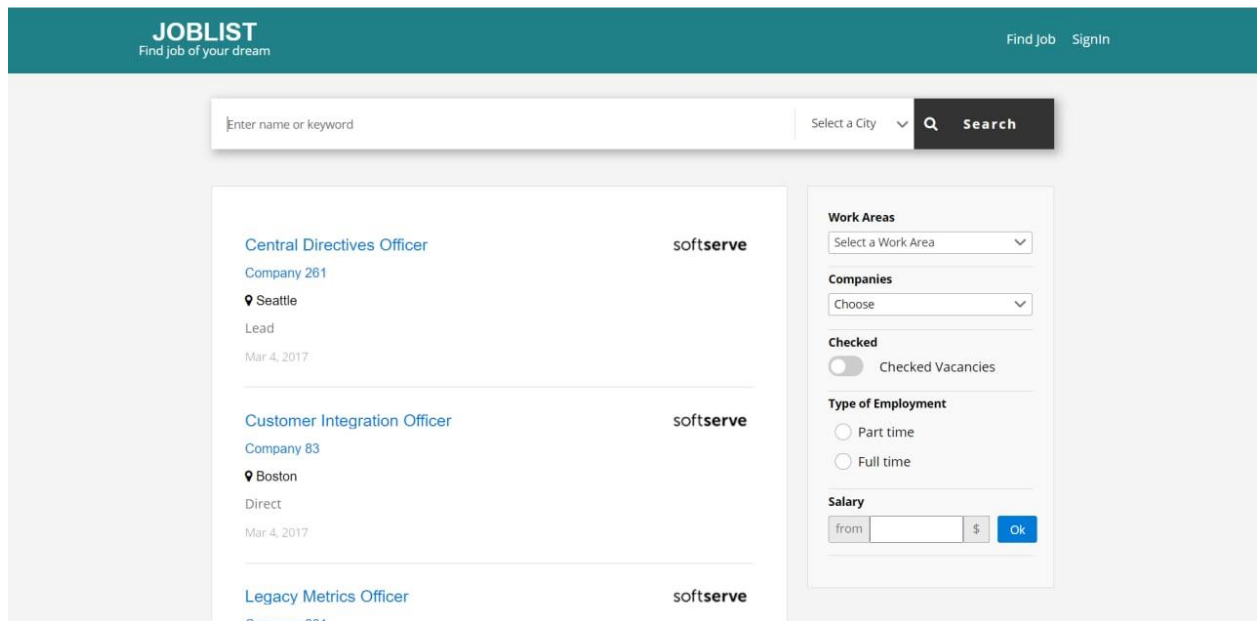 JOBLIST
Find job of your dream
Find Job SignIn
Enter name or keyword
Select a City
Search
Central Directives Officer
softserve
Company 261
Seattle
Lead
Mar 4, 2017
Customer Integration Officer
softserve
Company 83
Boston
Direct
Mar 4, 2017
Legacy Metrics Officer
softserve
Work Areas
Select a Work Area
Companies
Choose
Checked
Checked Vacancies
Type of Employment
Part time
Full time
Salary
from $ Ok